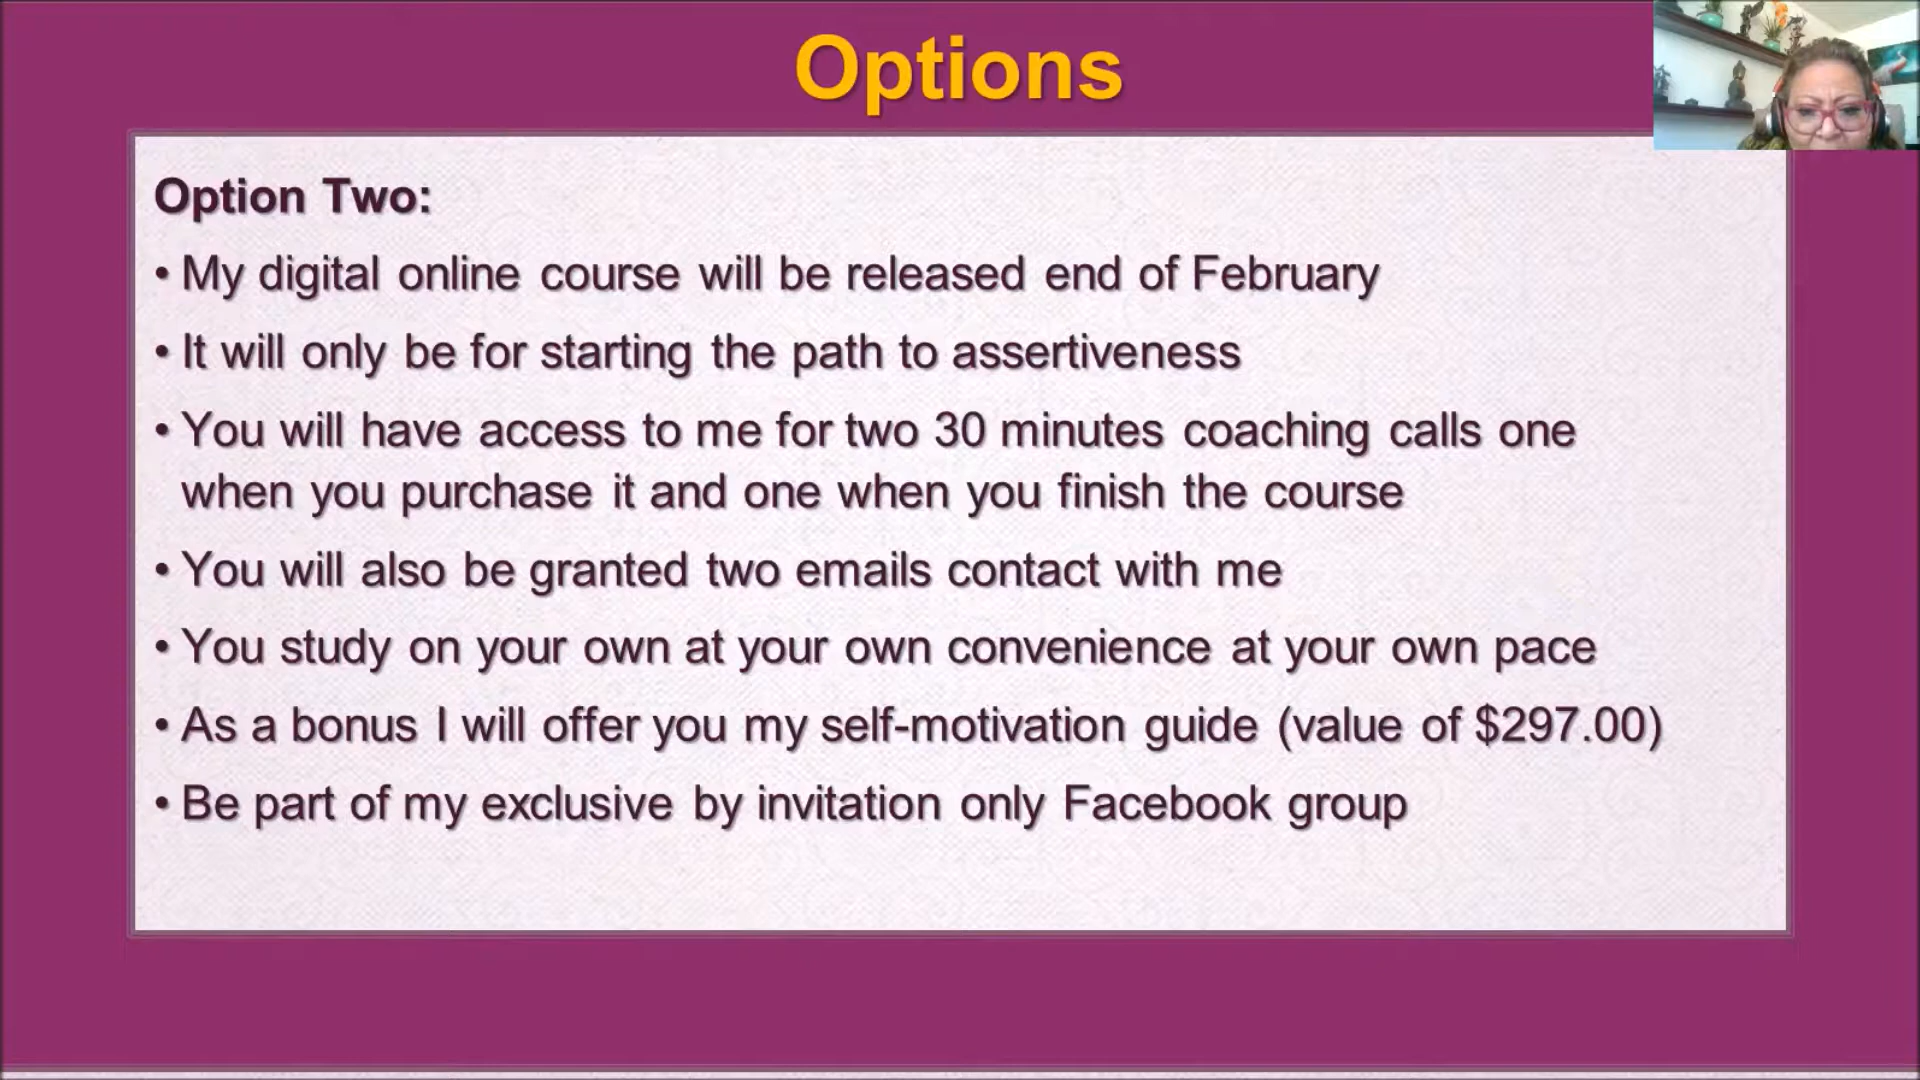 Options
Option Two:
• My digital online course will be released end of February
• It will only be for starting the path to assertiveness
• You will have access to me for two 30 minutes coaching calls one
when you purchase it and one when you finish the course
• You will also be granted two emails contact with me
• You study on your own at your own convenience at your own pace
• As a bonus I will offer you my self-motivation guide (value of $297.00)
• Be part of my exclusive by invitation only Facebook group